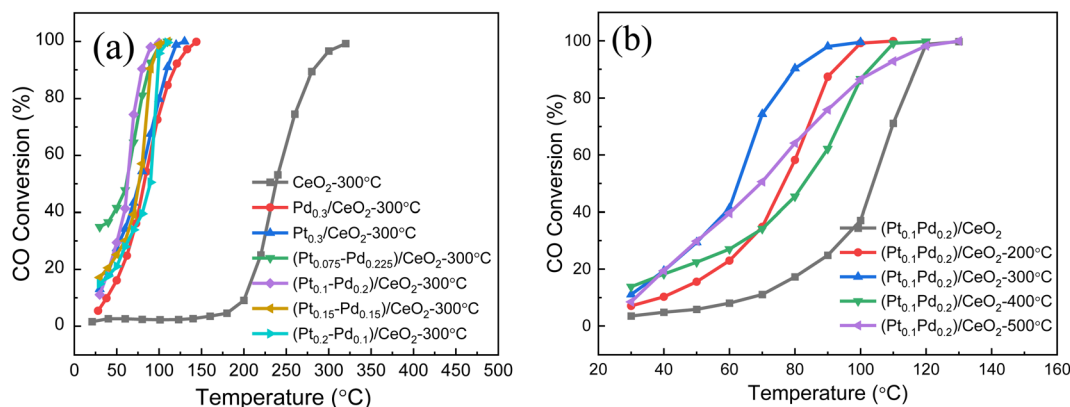 (a)
CO Conversion (%)
100
80
60
40
20
0
CeO₂-300°C
Pd₀.₃/CeO₂-300°C
Pt₀.₃/CeO₂-300°C
(Pt₀.₀₇₅-Pd₀.₂₂₅)/CeO₂-300°C
(Pt₀.₁-Pd₀.₂)/CeO₂-300°C
(Pt₀.₁₅-Pd₀.₁₅)/CeO₂-300°C
(Pt₀.₂-Pd₀.₁)/CeO₂-300°C
0 50 100 150 200 250 300 350 400 450 500
Temperature (°C)
(b)
CO Conversion (%)
100
80
60
40
20
0
(Pt₀.₁Pd₀.₂)/CeO₂
(Pt₀.₁Pd₀.₂)/CeO₂-200°C
(Pt₀.₁Pd₀.₂)/CeO₂-300°C
(Pt₀.₁Pd₀.₂)/CeO₂-400°C
(Pt₀.₁Pd₀.₂)/CeO₂-500°C
20 40 60 80 100 120 140 160
Temperature (°C)